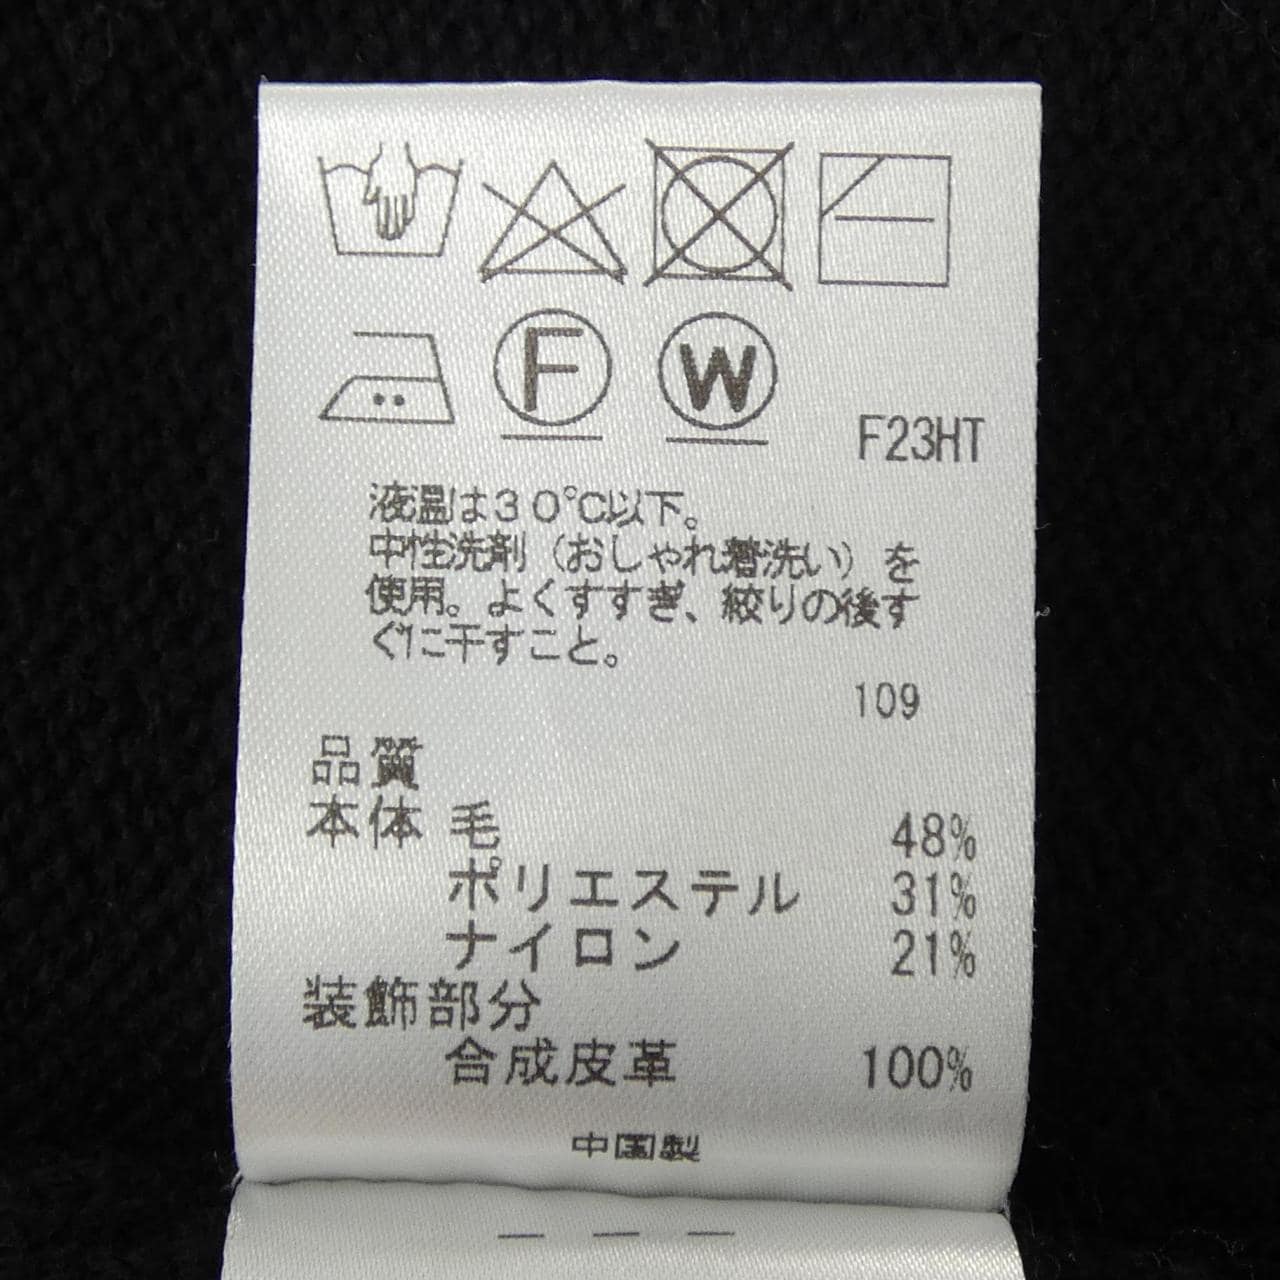 F
W
F23HT
液温は30℃以下。
中性洗剤(おしゃれ着洗い)を
使用。よくすすぎ、絞りの後す
ぐに干すこと。
109
品質
本体 毛 48%
ポリエステル 31%
ナイロン 21%
装飾部分
合成皮革 100%
中国製